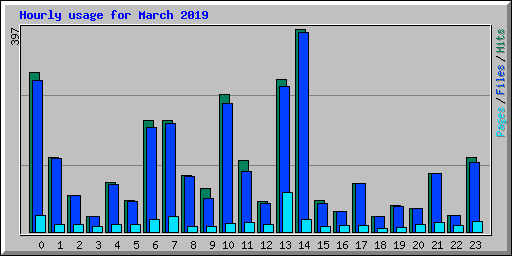 Hourly usage for March 2019
397
Pages/Files/Hits
0 1 2 3 4 5 6 7 8 9 10 11 12 13 14 15 16 17 18 19 20 21 22 23